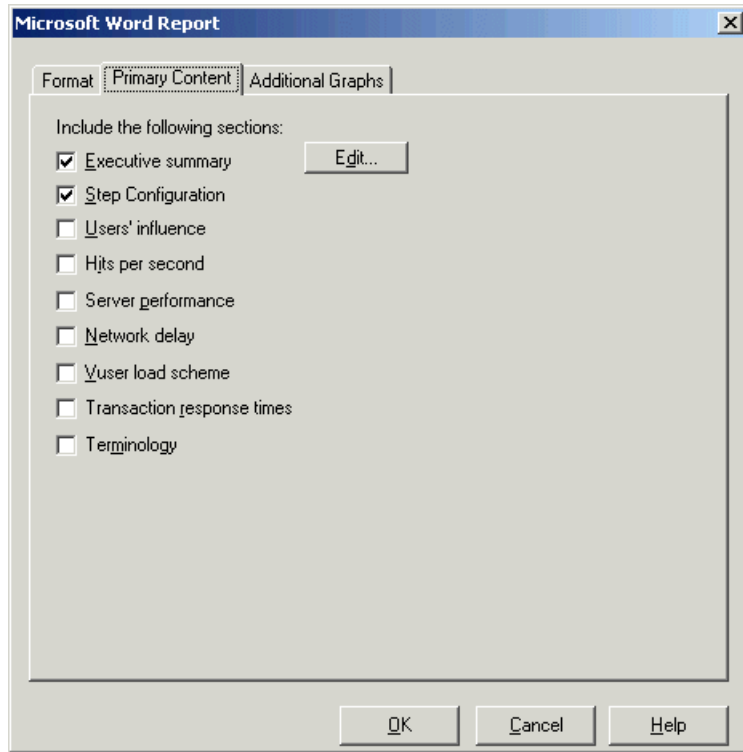 Microsoft Word Report
Format Primary Content Additional Graphs
Include the following sections:
Executive summary Edit...
Step Configuration
Users' influence
Hits per second
Server performance
Network delay
Vuser load scheme
Transaction response times
Terminology
OK Cancel Help